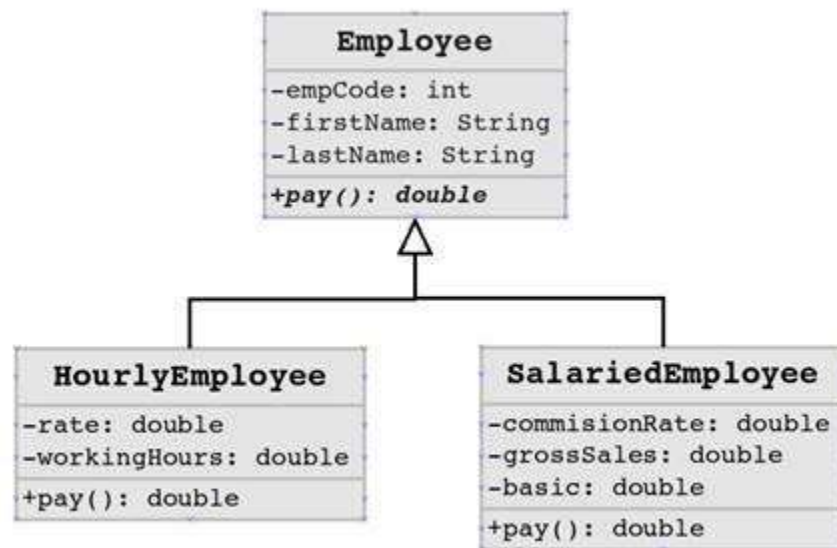 Employee
-empCode: int
-firstName: String
-lastName: String
+pay(): double
HourlyEmployee
-rate: double
-workingHours: double
+pay(): double
SalariedEmployee
-commisionRate: double
-grossSales: double
-basic: double
+pay(): double